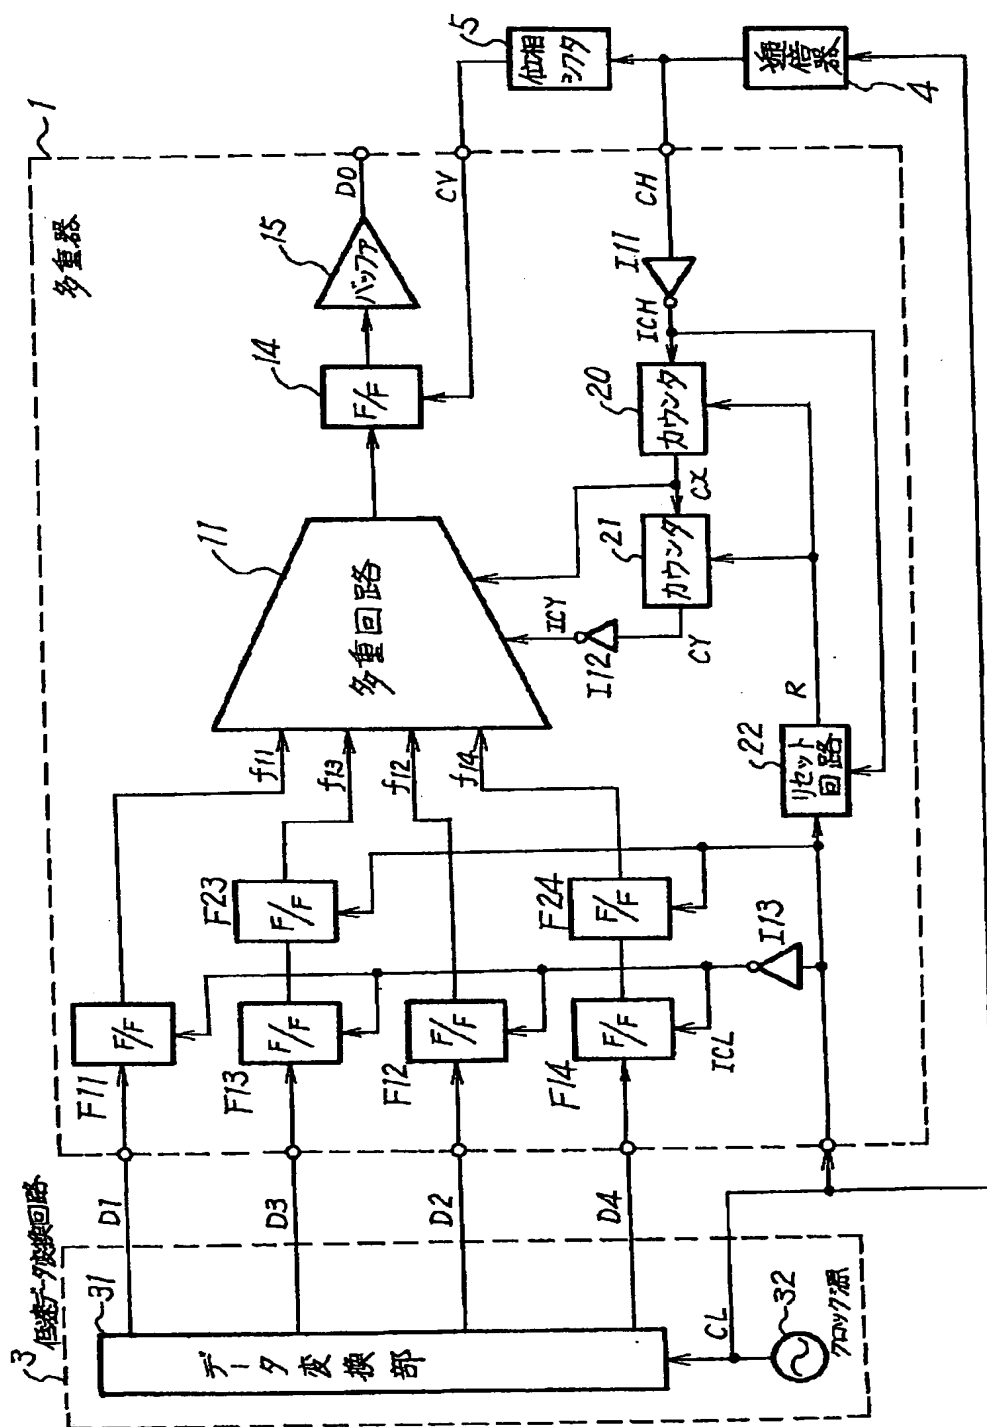 1
多重器
3
低速データ変換回路
31
データ変換部
CL
32
クロック源
D1
D3
D2
D4
F11
F/F
F13
F/F
F12
F/F
F14
F/F
ICL
I13
F23
F/F
F24
F/F
f11
f13
f12
f14
11
多重回路
22
リセット
回路
R
ICY
I12
CY
21
カウンタ
CX
20
カウンタ
ICH
I11
CH
14
F/F
15
バッファ
DO
CV
5
位相
シフタ
逓倍器
4